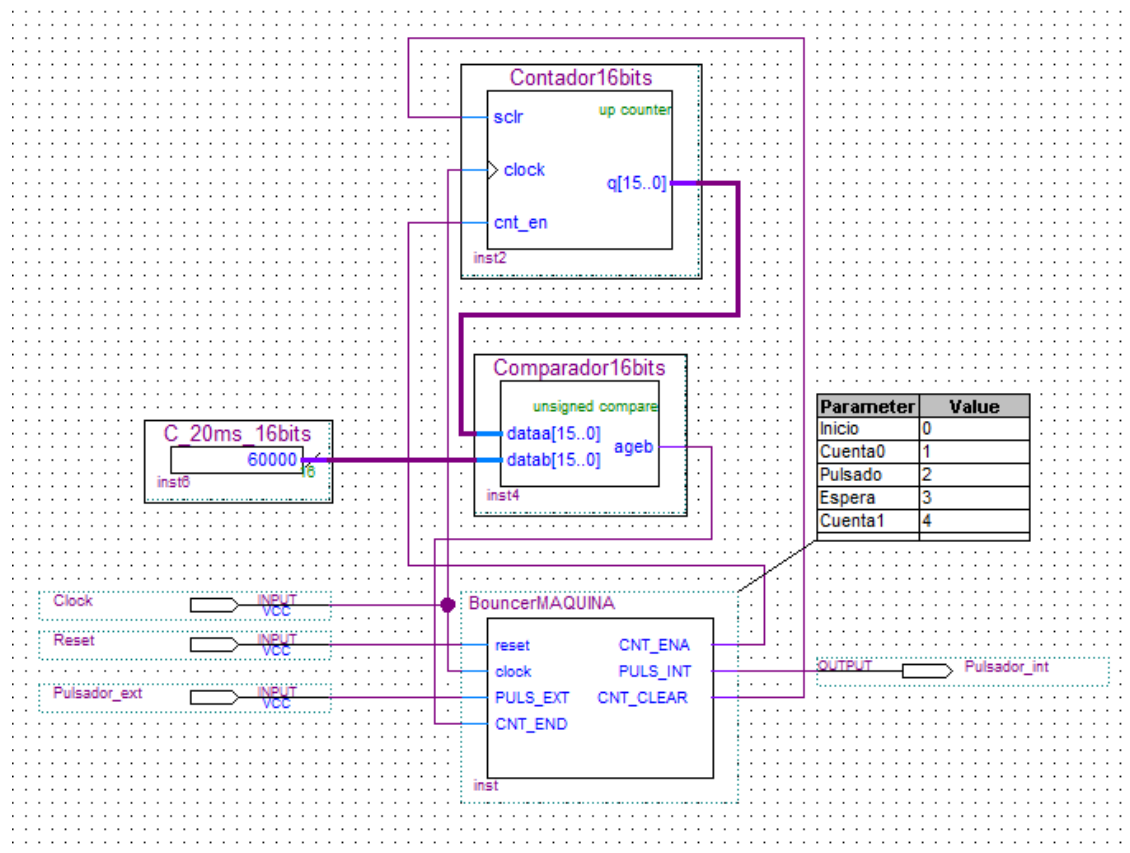 Contador16bits
up counter
sclr
clock
q[15..0]
cnt_en
inst2
Comparador16bits
unsigned compare
dataa[15..0]
ageb
datab[15..0]
inst4
C_20ms_16bits
60000
16
inst6
Parameter Value
Inicio 0
Cuenta0 1
Pulsado 2
Espera 3
Cuenta1 4
Clock
INPUT
VCC
Reset
INPUT
VCC
Pulsador_ext
INPUT
VCC
BouncerMAQUINA
reset CNT_ENA
clock PULS_INT
PULS_EXT CNT_CLEAR
CNT_END
inst
OUTPUT
Pulsador_int